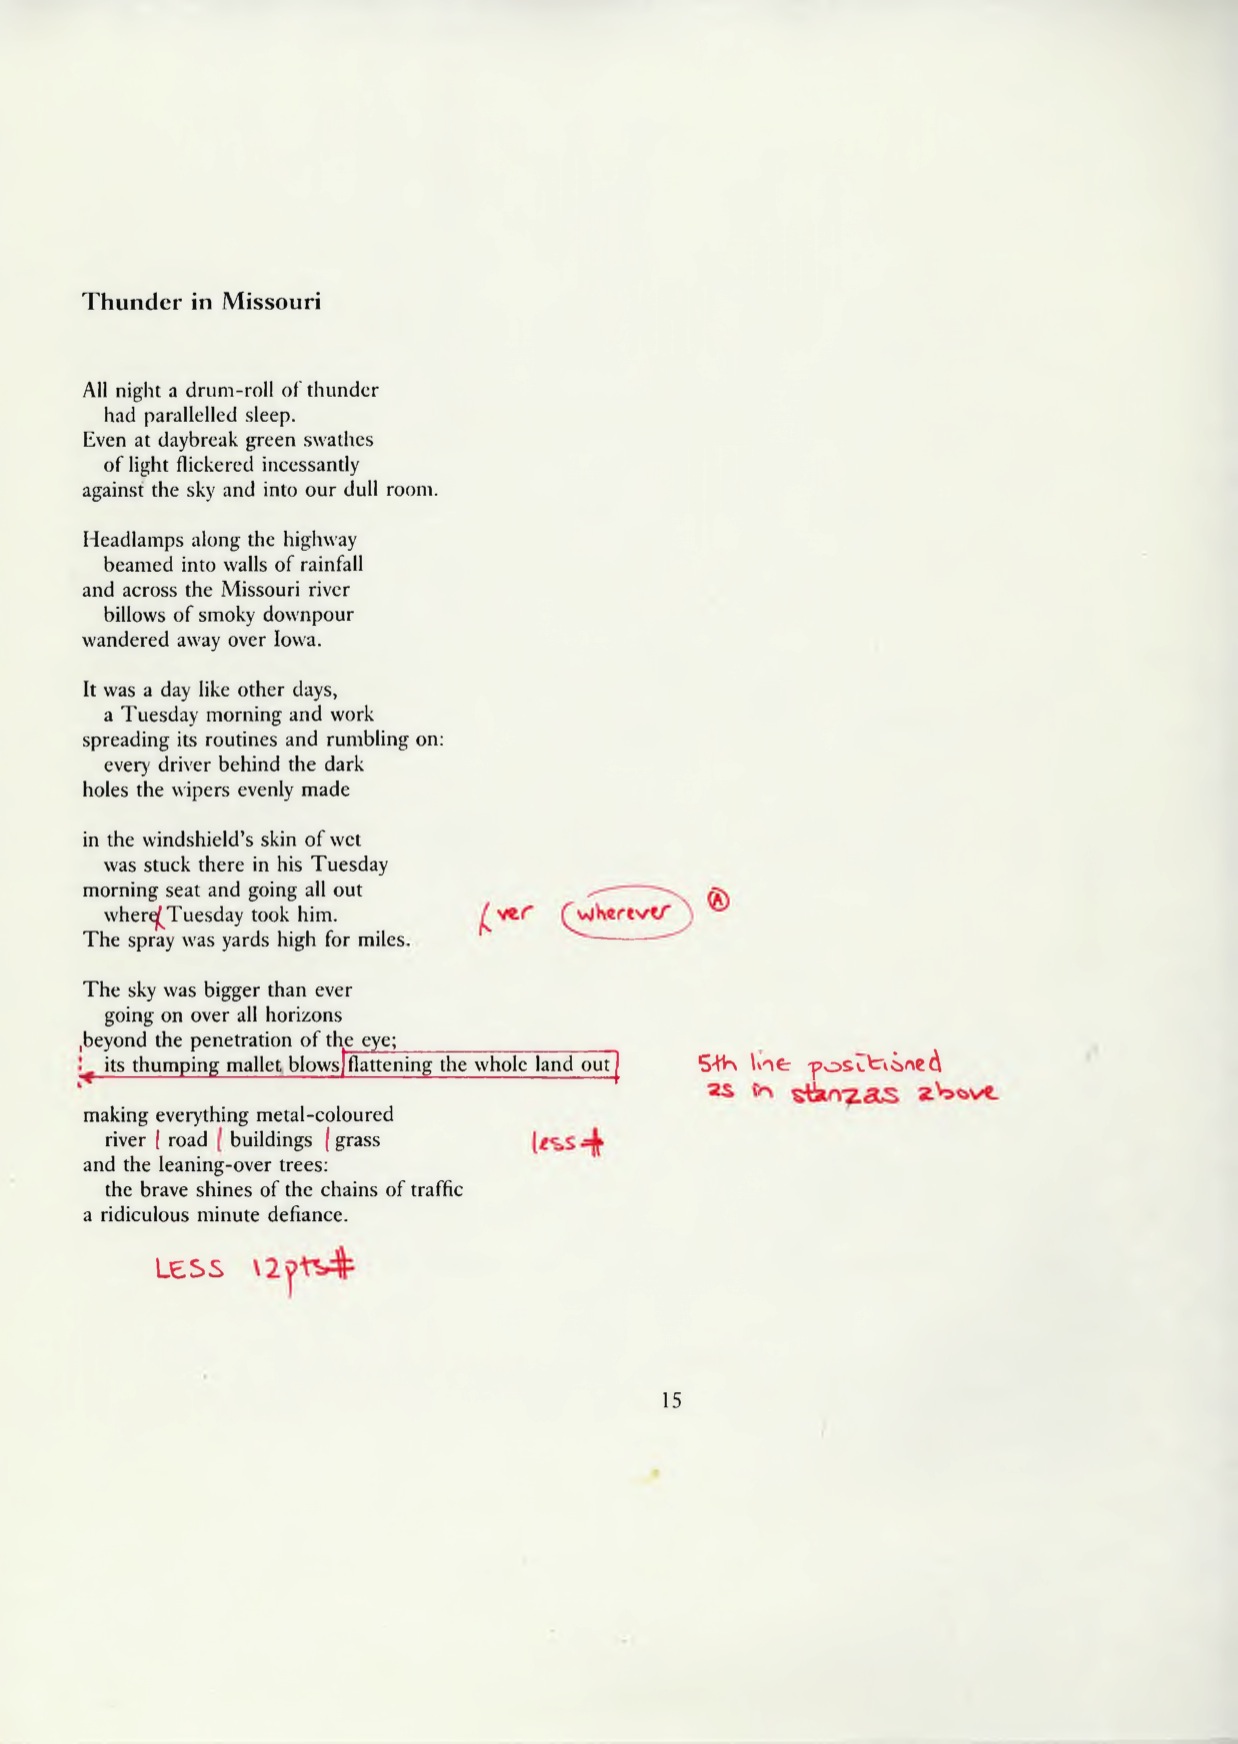 Thunder in Missouri
All night a drum-roll of thunder
had parallelled sleep.
Even at daybreak green swathes
of light flickered incessantly
against the sky and into our dull room.
Headlamps along the highway
beamed into walls of rainfall
and across the Missouri river
billows of smoky downpour
wandered away over Iowa.
It was a day like other days,
a Tuesday morning and work
spreading its routines and rumbling on:
every driver behind the dark
holes the wipers evenly made
in the windshield's skin of wet
was stuck there in his Tuesday
morning seat and going all out
where Tuesday took him. ver wherever A
The spray was yards high for miles.
The sky was bigger than ever
going on over all horizons
beyond the penetration of the eye;
its thumping mallet blows flattening the whole land out 5th line positioned
as in stanzas above
making everything metal-coloured
river | road | buildings | grass less #
and the leaning-over trees:
the brave shines of the chains of traffic
a ridiculous minute defiance.
LESS 12pts #
15